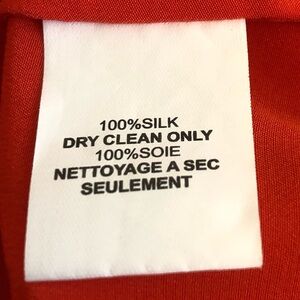 100%SILK
DRY CLEAN ONLY
100%SOIE
NETTOYAGE A SEC
SEULEMENT